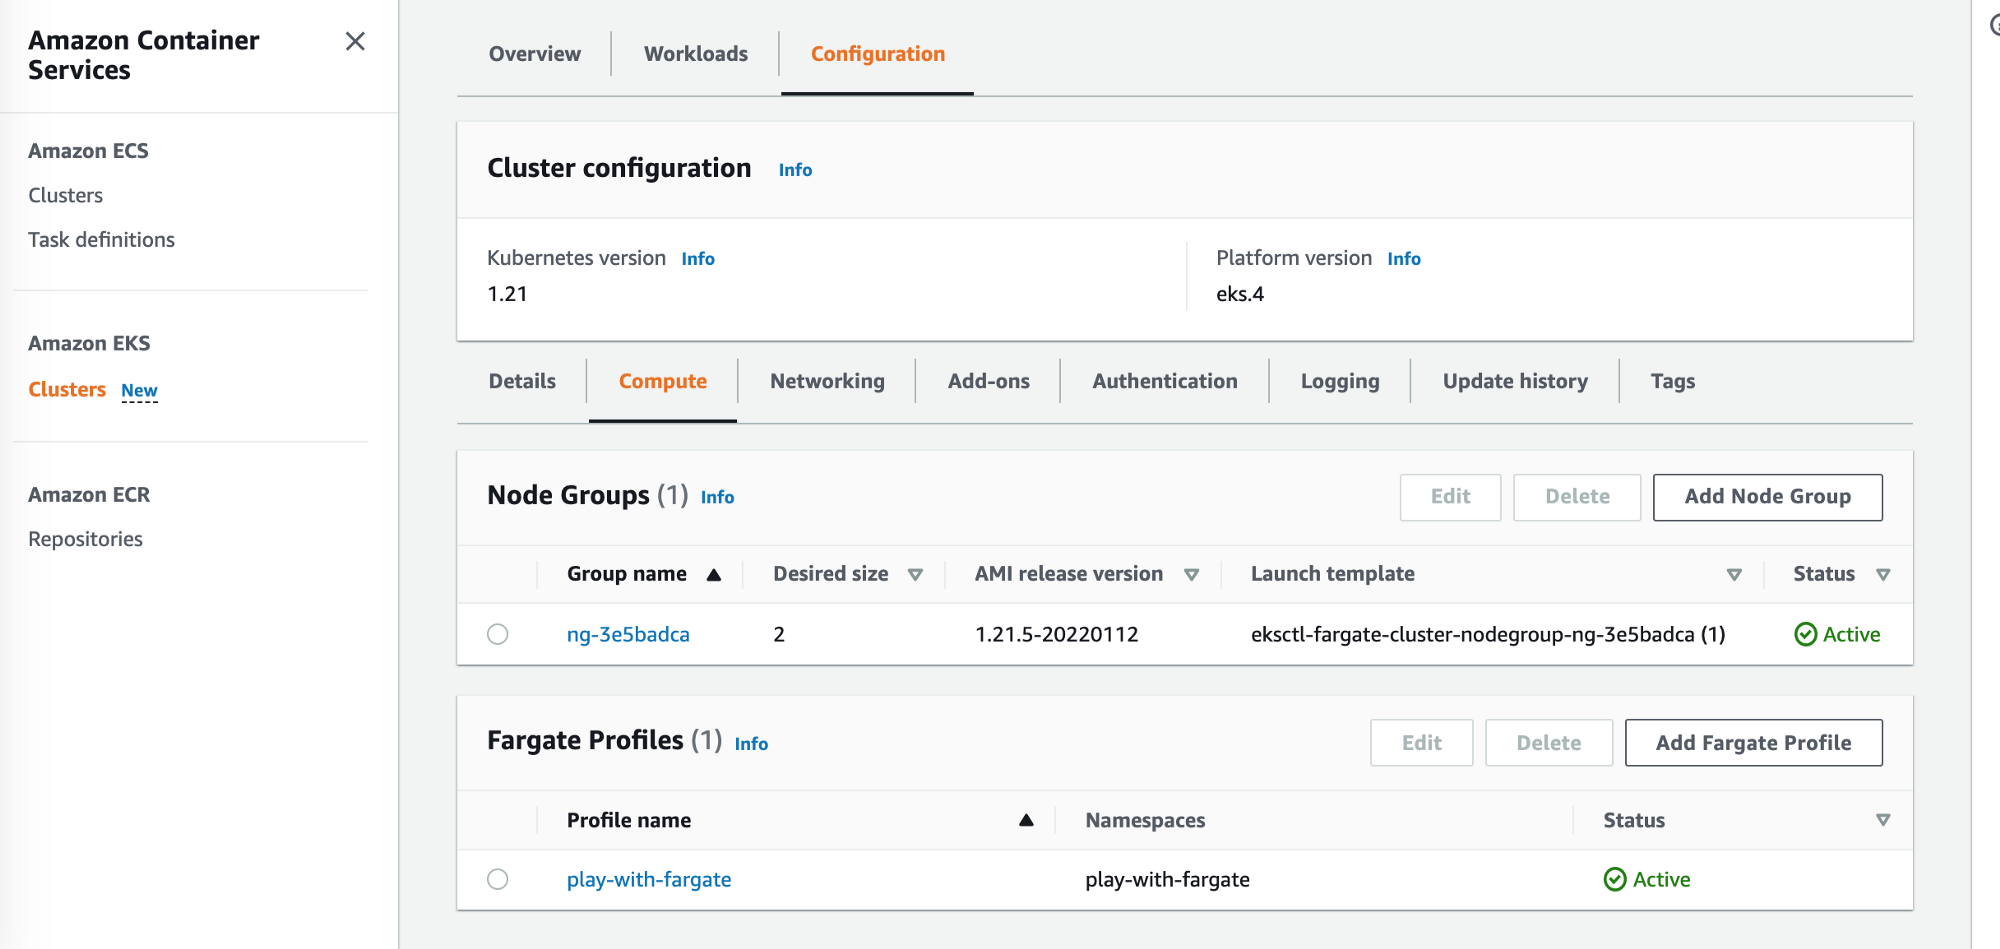 Amazon Container
Services
Amazon ECS
Clusters
Task definitions
Amazon EKS
Clusters New
Amazon ECR
Repositories
Overview Workloads Configuration
Cluster configuration Info
Kubernetes version Info
1.21
Platform version Info
eks.4
Details Compute Networking Add-ons Authentication Logging Update history Tags
Node Groups (1) Info Edit Delete Add Node Group
Group name Desired size AMI release version Launch template Status
ng-3e5badca 2 1.21.5-20220112 eksctl-fargate-cluster-nodegroup-ng-3e5badca (1) Active
Fargate Profiles (1) Info Edit Delete Add Fargate Profile
Profile name Namespaces Status
play-with-fargate play-with-fargate Active